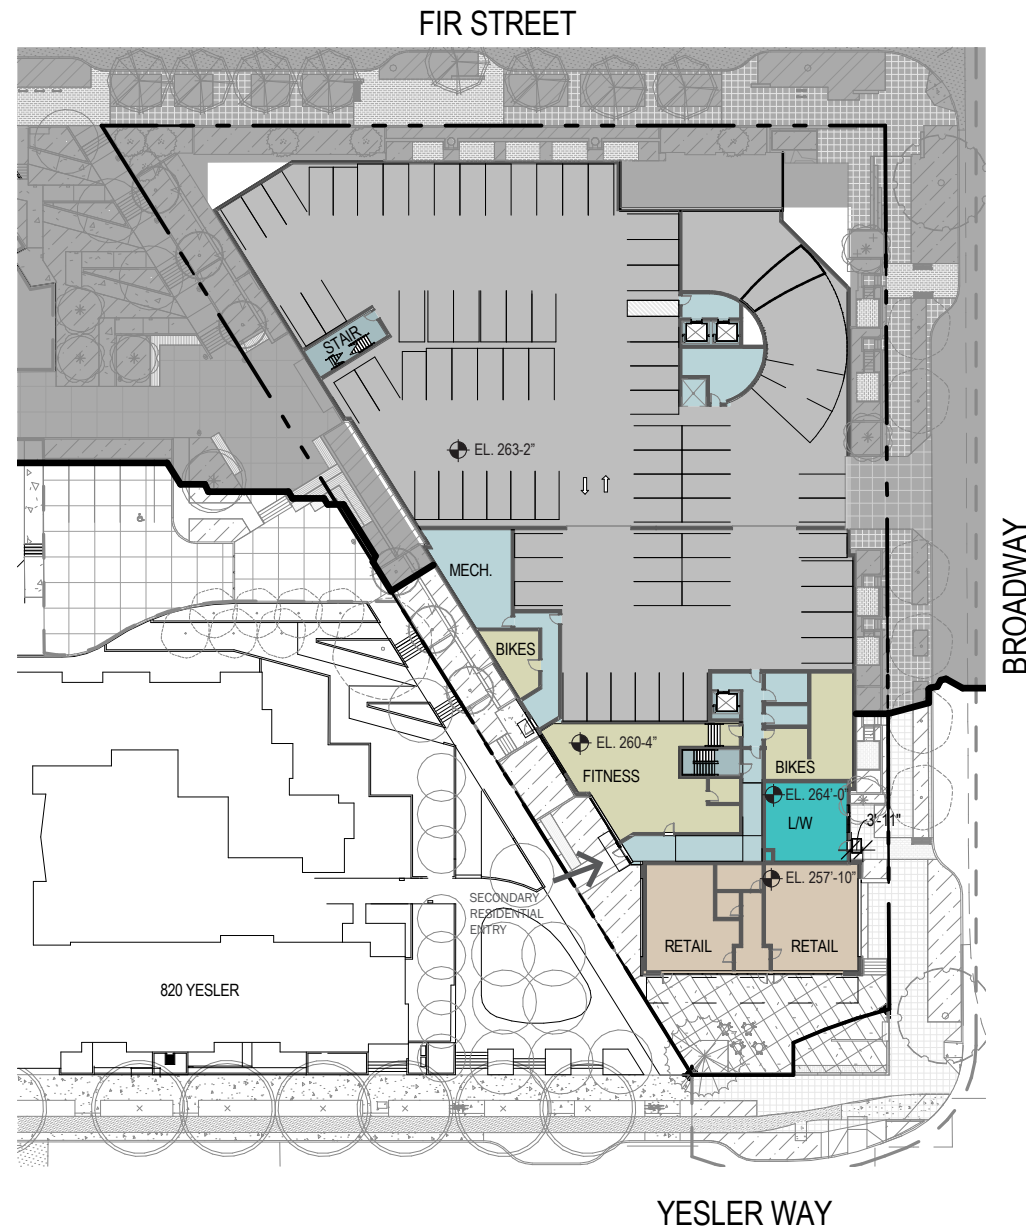 FIR STREET
STAIR
EL. 263-2"
BROADWAY
MECH.
BIKES
EL. 260-4"
FITNESS
BIKES
EL. 264'-0"
L/W
3'-11"
EL. 257'-10"
SECONDARY
RESIDENTIAL
ENTRY
RETAIL
RETAIL
820 YESLER
YESLER WAY